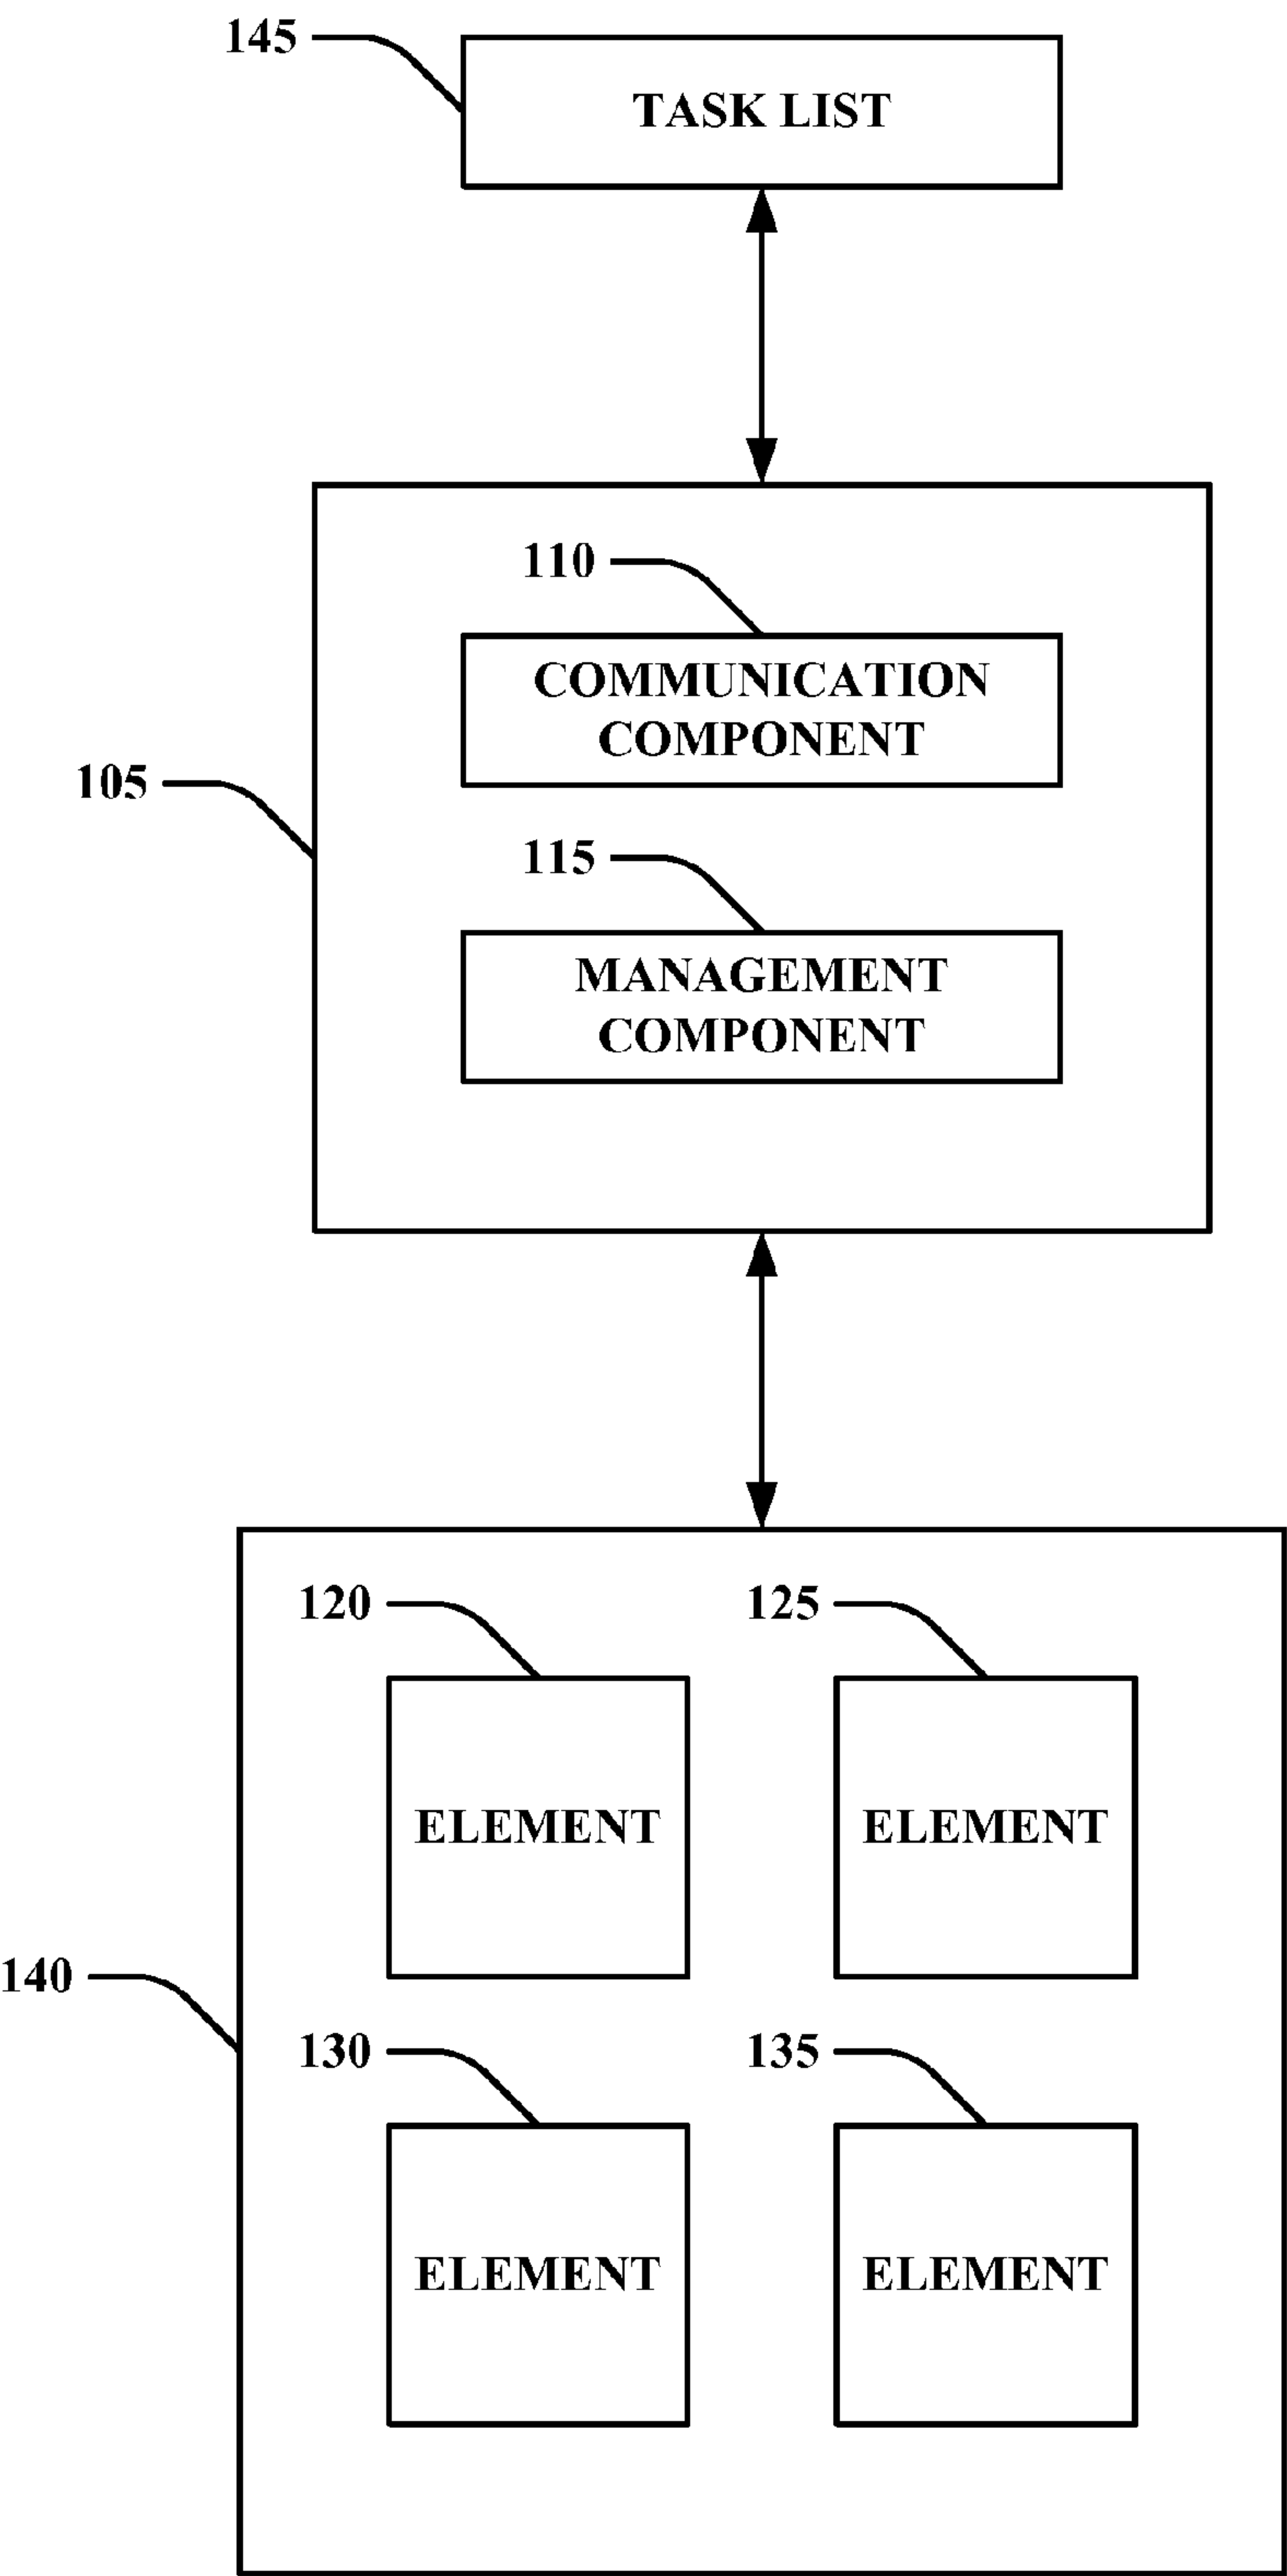 145
TASK LIST
110
COMMUNICATION
COMPONENT
105
115
MANAGEMENT
COMPONENT
120
125
ELEMENT
ELEMENT
140
130
135
ELEMENT
ELEMENT